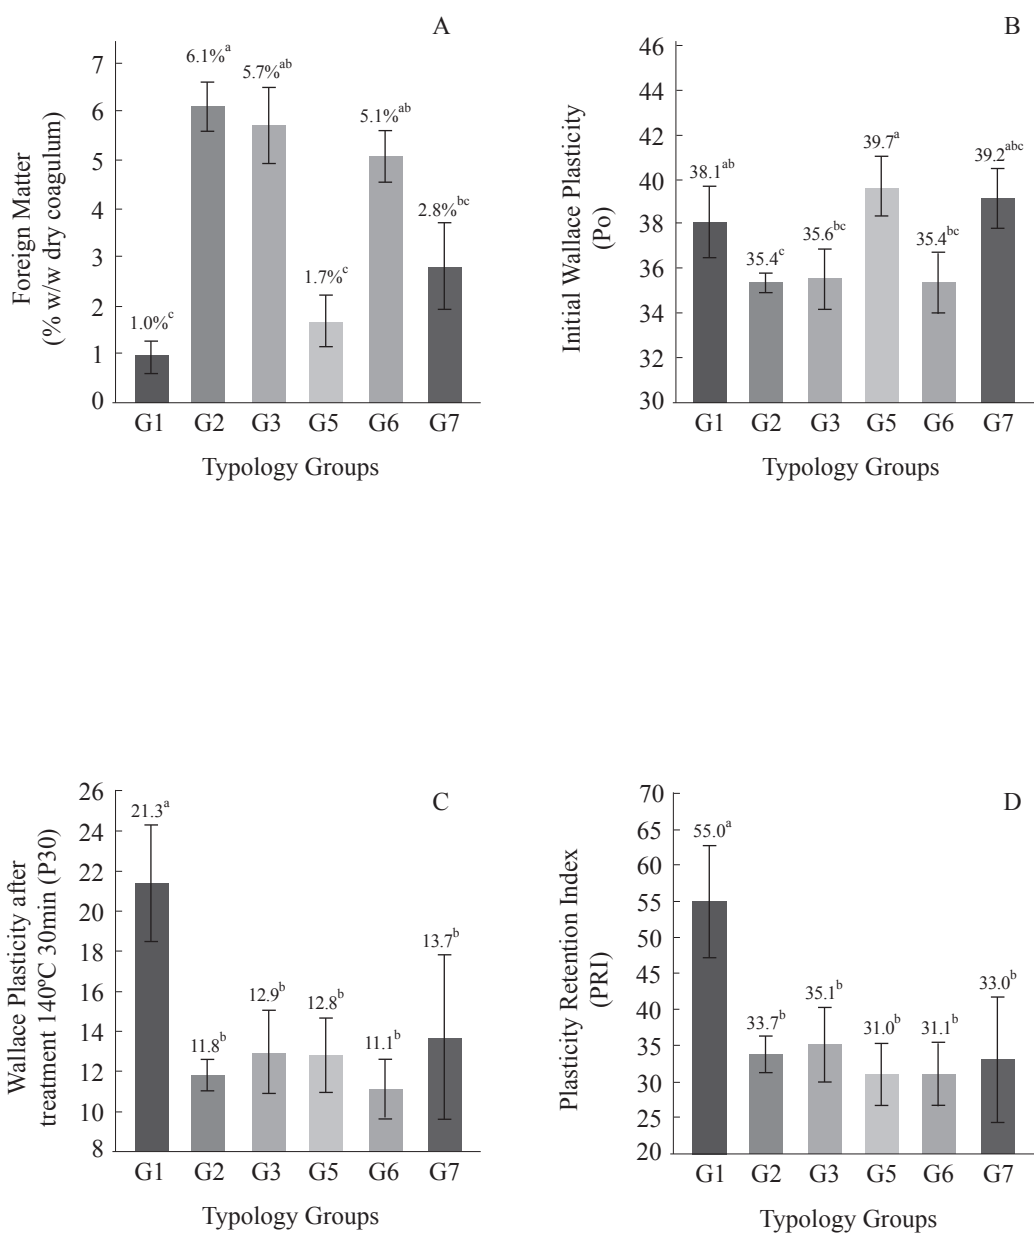 A
Foreign Matter
(% w/w dry coagulum)
7
6
5
4
3
2
1
0
1.0%c
6.1%a
5.7%ab
1.7%c
5.1%ab
2.8%bc
G1 G2 G3 G5 G6 G7
Typology Groups
B
Initial Wallace Plasticity
(Po)
46
44
42
40
38
36
34
32
30
38.1ab
35.4c
35.6bc
39.7a
35.4bc
39.2abc
G1 G2 G3 G5 G6 G7
Typology Groups
C
Wallace Plasticity after
treatment 140ºC 30min (P30)
26
24
22
20
18
16
14
12
10
8
21.3a
11.8b
12.9b
12.8b
11.1b
13.7b
G1 G2 G3 G5 G6 G7
Typology Groups
D
Plasticity Retention Index
(PRI)
70
65
60
55
50
45
40
35
30
25
20
55.0a
33.7b
35.1b
31.0b
31.1b
33.0b
G1 G2 G3 G5 G6 G7
Typology Groups